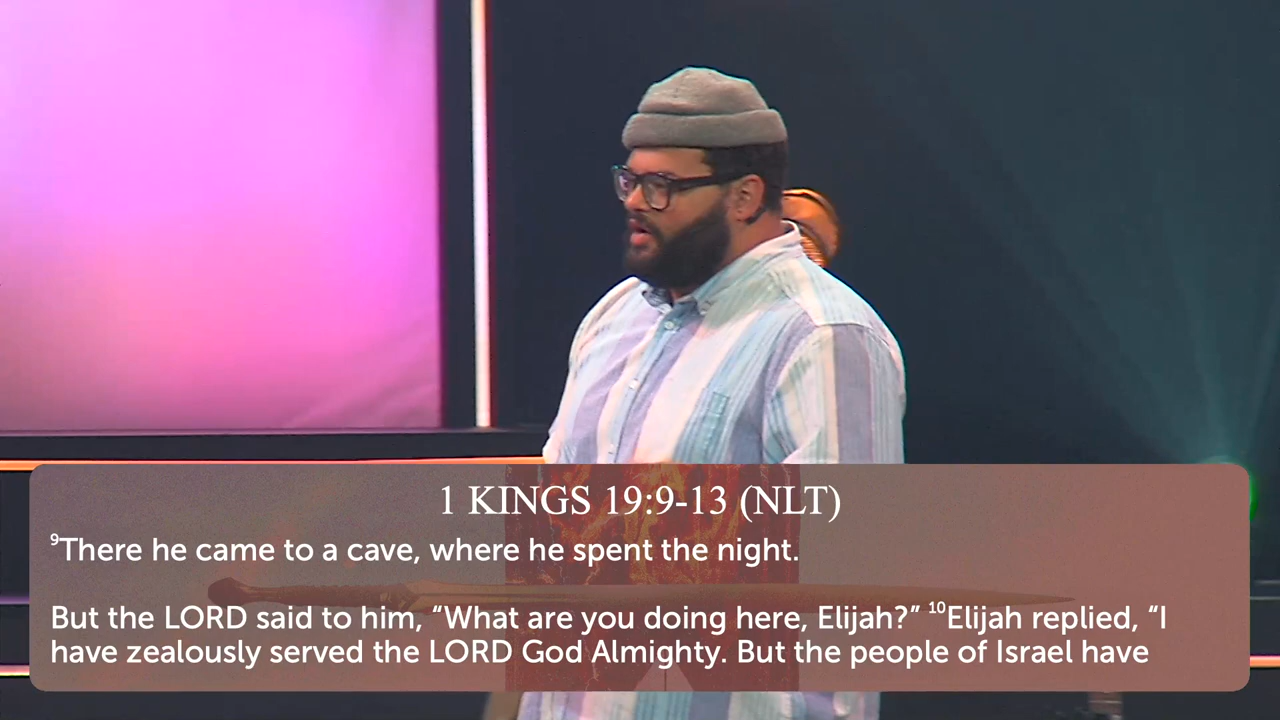 1 KINGS 19:9-13 (NLT)
⁹There he came to a cave, where he spent the night.
But the LORD said to him, “What are you doing here, Elijah?” ¹⁰Elijah replied, “I
have zealously served the LORD God Almighty. But the people of Israel have